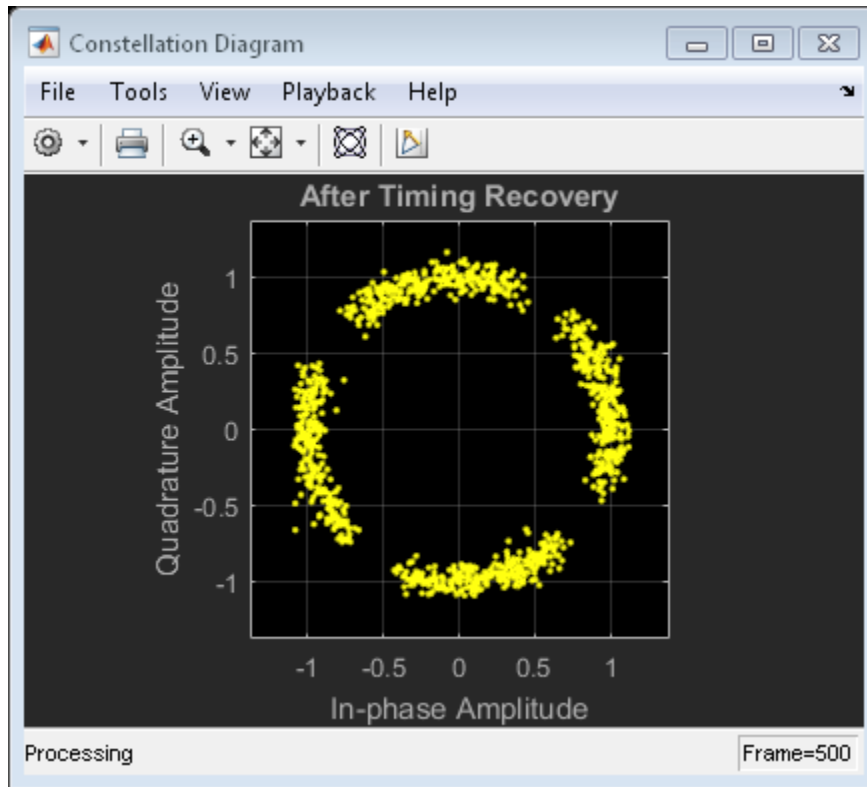 Constellation Diagram
File Tools View Playback Help
After Timing Recovery
Quadrature Amplitude
1
0.5
0
-0.5
-1
-1 -0.5 0 0.5 1
In-phase Amplitude
Processing Frame=500